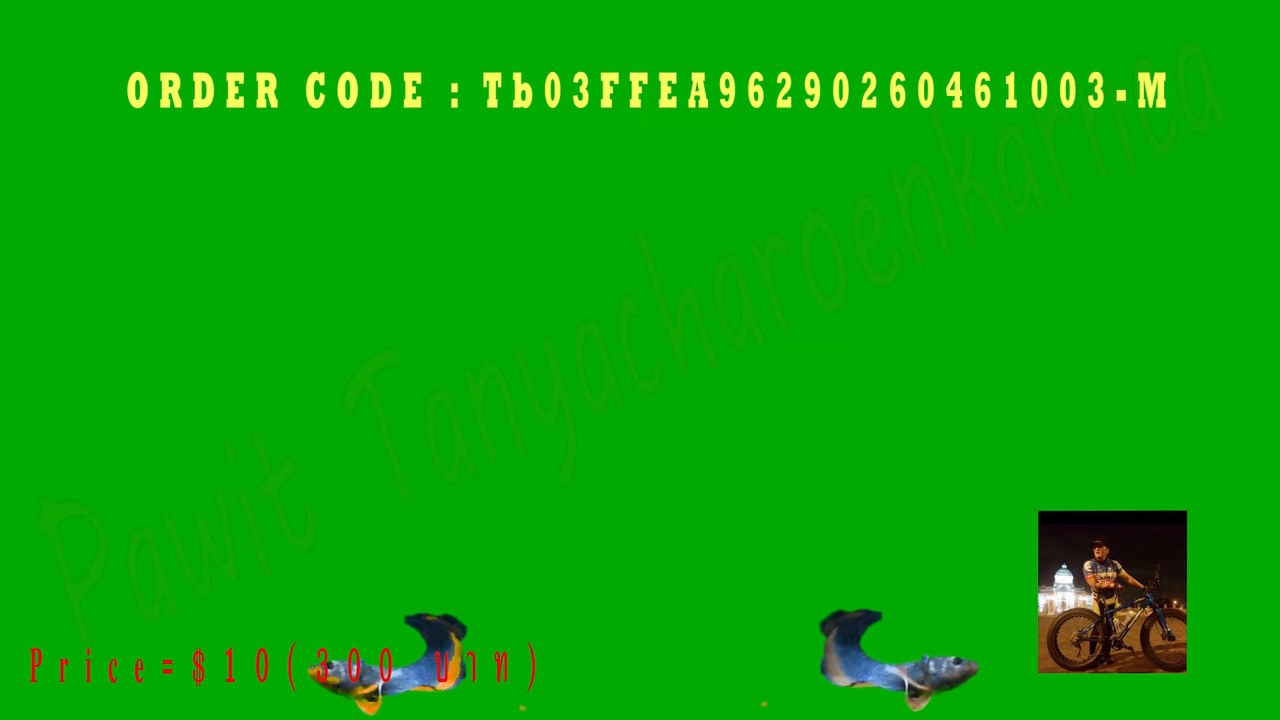 ORDER CODE : Tb03FFEA96290260461003-M
Pawit Tanyacharoenkarnca
Price=$10(300 บาท)